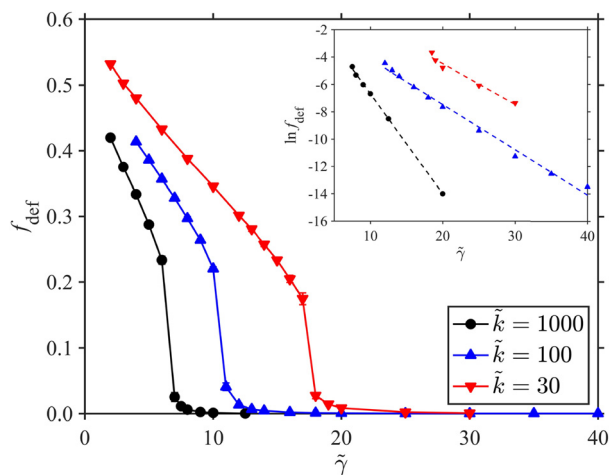 0.6
0.5
0.4
0.3
0.2
0.1
0.0
f_def
0 10 20 30 40
γ̃
-2
-4
-6
-8
-10
-12
-14
-16
ln f_def
10 20 30 40
γ̃
k̃ = 1000
k̃ = 100
k̃ = 30